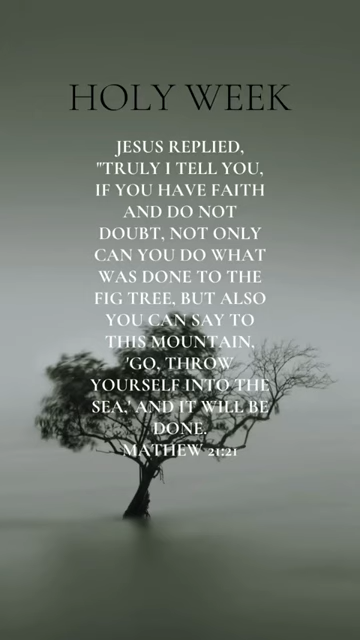 HOLY WEEK
JESUS REPLIED,
"TRULY I TELL YOU,
IF YOU HAVE FAITH
AND DO NOT
DOUBT, NOT ONLY
CAN YOU DO WHAT
WAS DONE TO THE
FIG TREE, BUT ALSO
YOU CAN SAY TO
THIS MOUNTAIN,
'GO, THROW
YOURSELF INTO THE
SEA,' AND IT WILL BE
DONE.
MATHEW 21:21